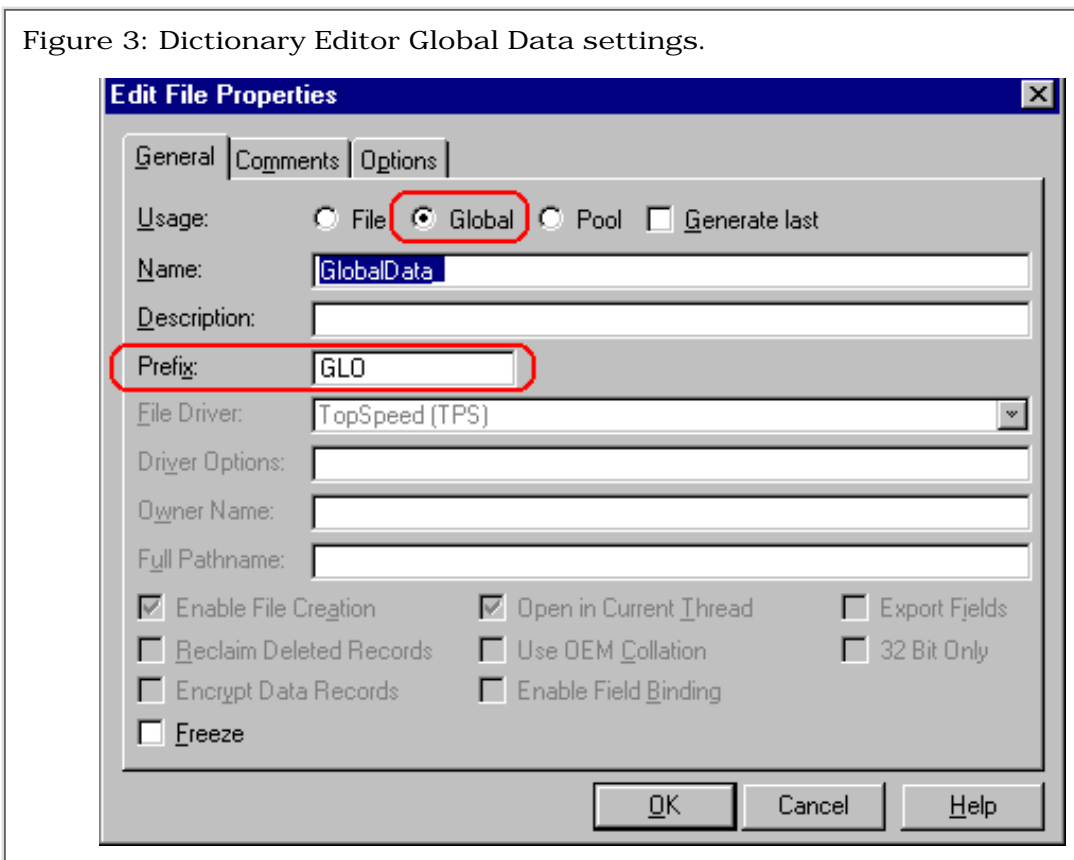 Figure 3: Dictionary Editor Global Data settings.
Edit File Properties
General Comments Options
Usage: File Global Pool Generate last
Name: GlobalData
Description:
Prefix: GLO
File Driver: TopSpeed (TPS)
Driver Options:
Owner Name:
Full Pathname:
Enable File Creation Open in Current Thread Export Fields
Reclaim Deleted Records Use OEM Collation 32 Bit Only
Encrypt Data Records Enable Field Binding
Freeze
OK Cancel Help